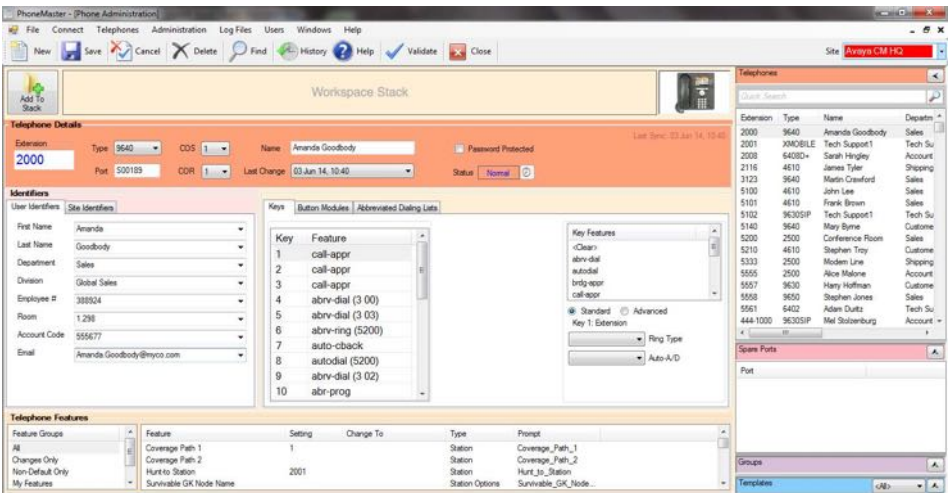 PhoneMaster - [Phone Administration]
File Connect Telephones Administration Log Files Users Windows Help
New Save Cancel Delete Find History Help Validate Close Site Avaya CM HQ
Add To Stack
Workspace Stack
Telephone Details
Last Sync: 03 Jun 14, 10:40
Extension
2000
Type 9640 COS 1 Name Amanda Goodbody Password Protected
Port S00189 COR 1 Last Change 03 Jun 14, 10:40 Status Normal
Identifiers
User Identifiers Site Identifiers
First Name Amanda
Last Name Goodbody
Department Sales
Division Global Sales
Employee # 388924
Room 1.298
Account Code 555677
Email Amanda.Goodbody@myco.com
Keys Button Modules Abbreviated Dialing Lists
Key Feature
1 call-appr
2 call-appr
3 call-appr
4 abrv-dial (3 00)
5 abrv-dial (3 03)
6 abrv-ring (5200)
7 auto-cback
8 autodial (5200)
9 abrv-dial (3 02)
10 abr-prog
Key Features
<Clear>
abrv-dial
autodial
brdg-appr
call-appr
Standard Advanced
Key 1: Extension
Ring Type
Auto-A/D
Telephone Features
Feature Groups
All
Changes Only
Non-Default Only
My Features
Feature Setting Change To Type Prompt
Coverage Path 1 1 Station Coverage_Path_1
Coverage Path 2 Station Coverage_Path_2
Hunt-to Station 2001 Station Hunt_to_Station
Survivable GK Node Name Station Options Survivable_GK_Node...
Telephones
Quick Search
Extension Type Name Departm
2000 9640 Amanda Goodbody Sales
2001 XMOBILE Tech Support1 Tech Su
2008 6408D+ Sarah Hingley Account
2116 4610 James Tyler Shipping
3123 9640 Martin Crawford Sales
5100 4610 John Lee Sales
5101 4610 Frank Brown Sales
5102 9630SIP Tech Support1 Tech Su
5140 9640 Mary Byrne Custome
5200 2500 Conference Room Sales
5210 4610 Stephen Troy Custome
5333 2500 Modem Line Shipping
5555 2500 Alice Malone Account
5557 9630 Harry Hoffman Custome
5558 9650 Stephen Jones Sales
5561 6402 Adam Duritz Tech Su
444-1000 9630SIP Mel Stolzenburg Account
Spare Ports
Port
Groups
Templates <All>